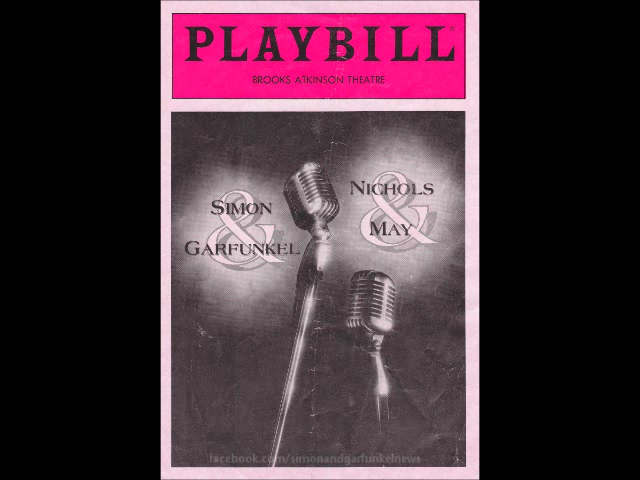 PLAYBILL®
BROOKS ATKINSON THEATRE
SIMON
&
GARFUNKEL
NICHOLS
&
MAY
facebook.com/simonandgarfunkelnews